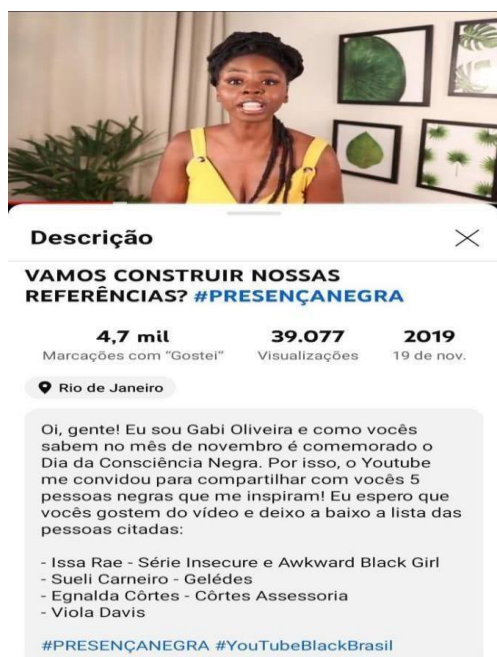 Descrição
VAMOS CONSTRUIR NOSSAS
REFERÊNCIAS? #PRESENÇANEGRA
4,7 mil 39.077 2019
Marcações com “Gostei” Visualizações 19 de nov.
Rio de Janeiro
Oi, gente! Eu sou Gabi Oliveira e como vocês
sabem no mês de novembro é comemorado o
Dia da Consciência Negra. Por isso, o Youtube
me convidou para compartilhar com vocês 5
pessoas negras que me inspiram! Eu espero que
vocês gostem do vídeo e deixo a baixo a lista das
pessoas citadas:
- Issa Rae - Série Insecure e Awkward Black Girl
- Sueli Carneiro - Gelédes
- Egnalda Côrtes - Côrtes Assessoria
- Viola Davis
#PRESENÇANEGRA #YouTubeBlackBrasil